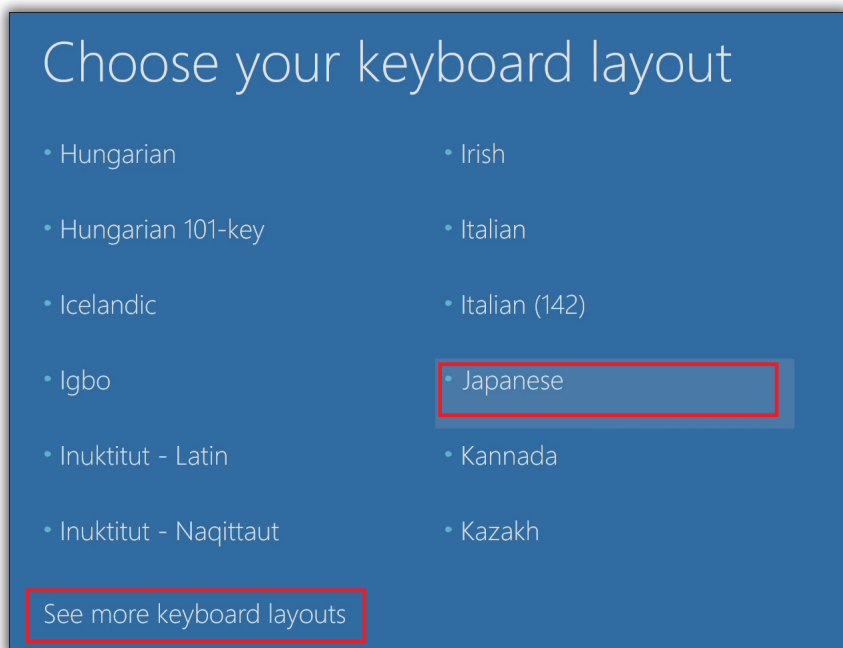 Choose your keyboard layout
• Hungarian
• Hungarian 101-key
• Icelandic
• Igbo
• Inuktitut - Latin
• Inuktitut - Naqittaut
• Irish
• Italian
• Italian (142)
• Japanese
• Kannada
• Kazakh
See more keyboard layouts